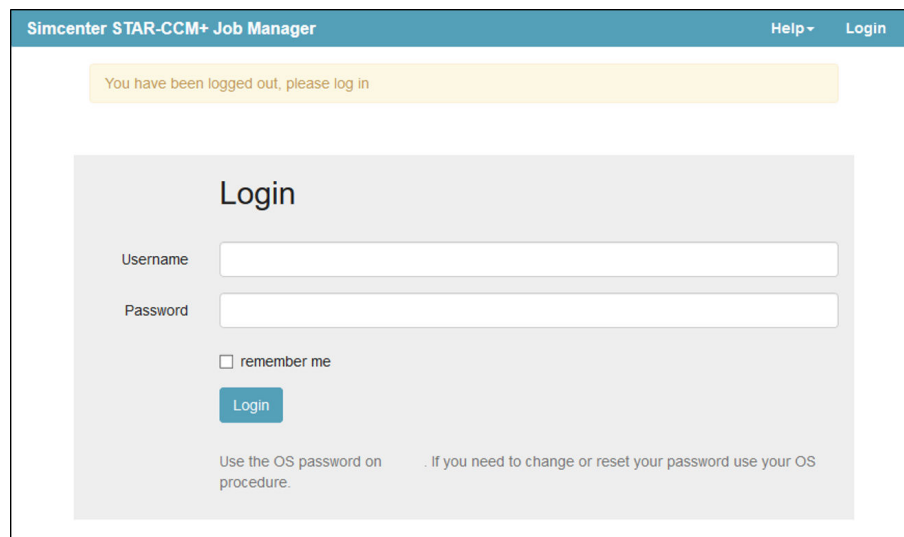 Simcenter STAR-CCM+ Job Manager Help Login
You have been logged out, please log in
Login
Username
Password
remember me
Login
Use the OS password on . If you need to change or reset your password use your OS
procedure.